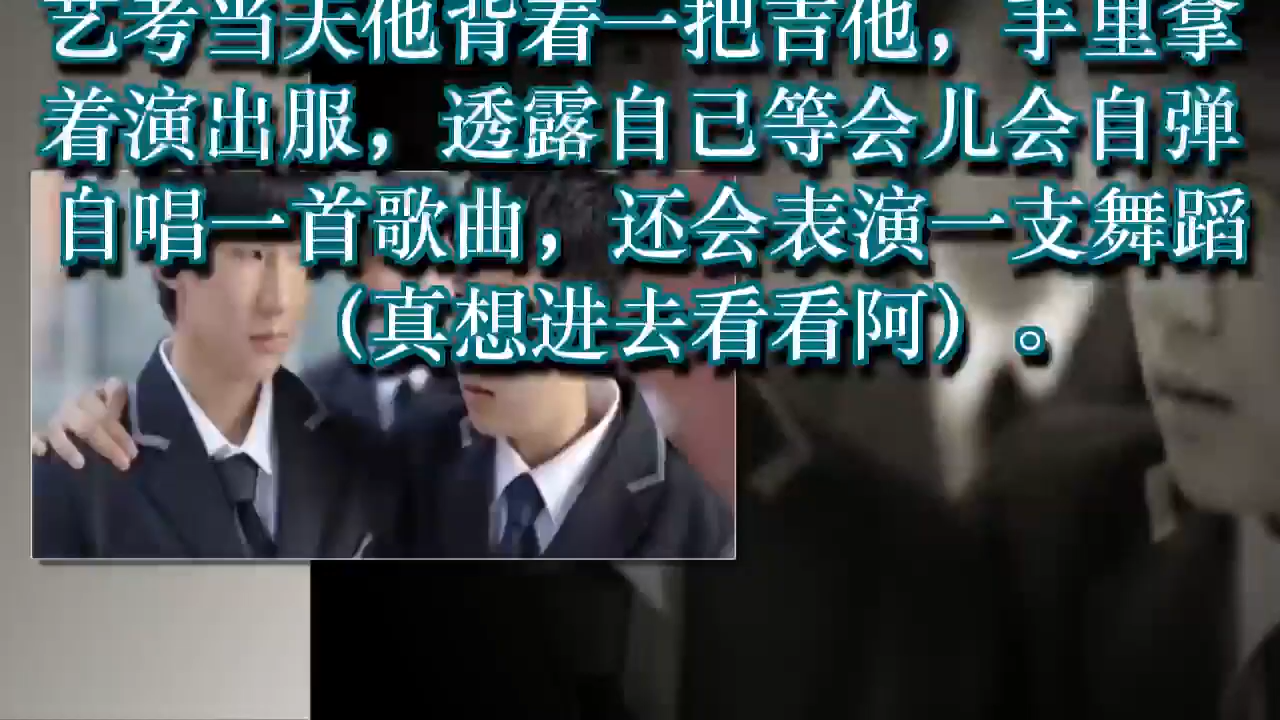 艺考当天他背着一把吉他，手里拿
着演出服，透露自己等会儿会自弹
自唱一首歌曲，还会表演一支舞蹈
（真想进去看看阿）。